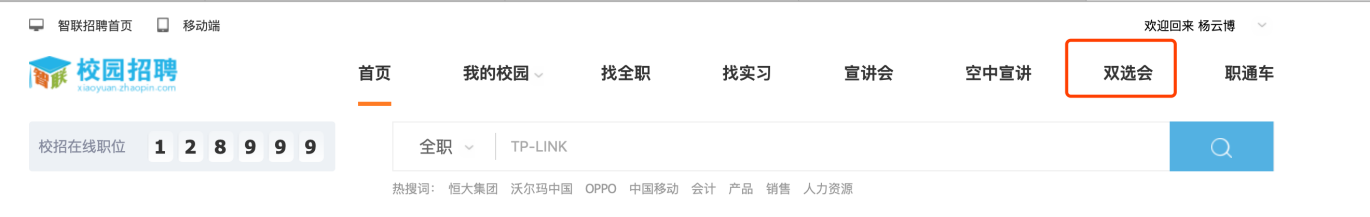 智联招聘首页 移动端 欢迎回来 杨云博
智联 校园招聘 首页 我的校园 找全职 找实习 宣讲会 空中宣讲 双选会 职通车
xiaoyuan.zhaopin.com
校招在线职位 1 2 8 9 9 9 全职 TP-LINK
热搜词： 恒大集团 沃尔玛中国 OPPO 中国移动 会计 产品 销售 人力资源